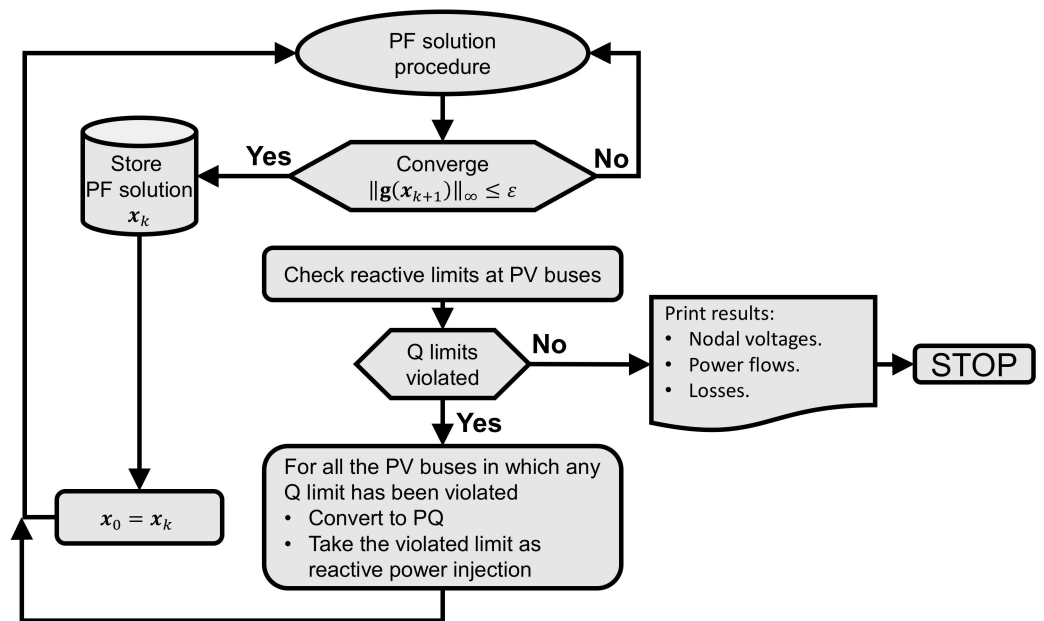 PF solution
procedure
Yes
Converge
‖g(x_{k+1})‖_∞ ≤ ε
No
Store
PF solution
x_k
Check reactive limits at PV buses
Q limits
violated
No
Print results:
• Nodal voltages.
• Power flows.
• Losses.
STOP
Yes
For all the PV buses in which any
Q limit has been violated
• Convert to PQ
• Take the violated limit as
reactive power injection
x_0 = x_k